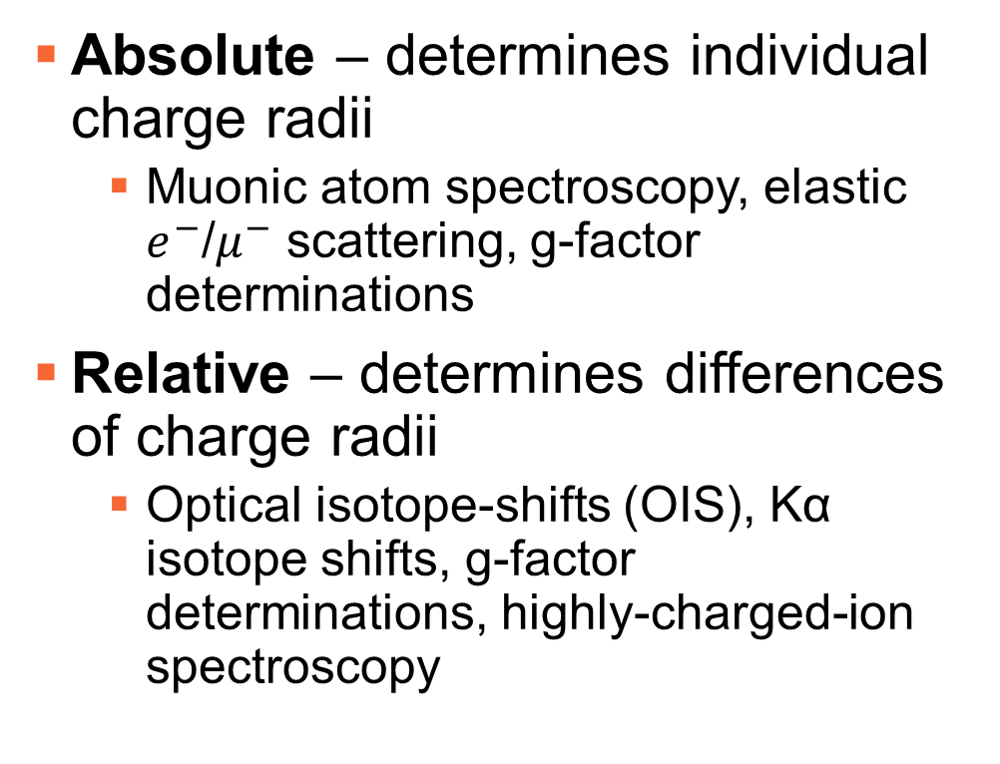 ▪ Absolute – determines individual
charge radii
▪ Muonic atom spectroscopy, elastic
𝑒⁻/𝜇⁻ scattering, g-factor
determinations
▪ Relative – determines differences
of charge radii
▪ Optical isotope-shifts (OIS), Kα
isotope shifts, g-factor
determinations, highly-charged-ion
spectroscopy